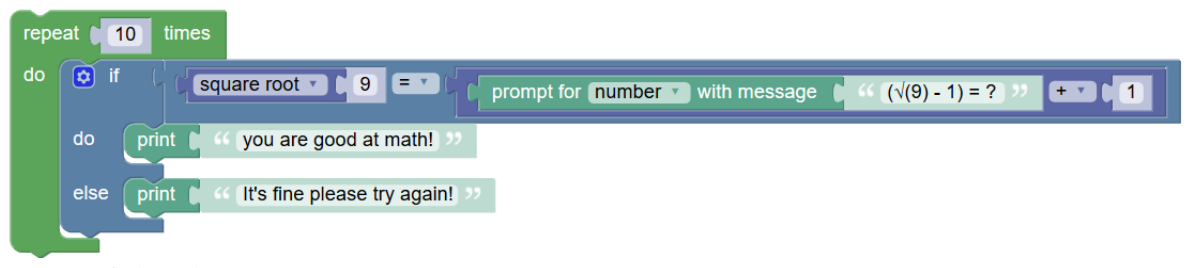 repeat 10 times
do if square root ▾ 9 = ▾ prompt for number ▾ with message “ (√(9) - 1) = ? ” + ▾ 1
do print “ you are good at math! ”
else print “ It's fine please try again! ”